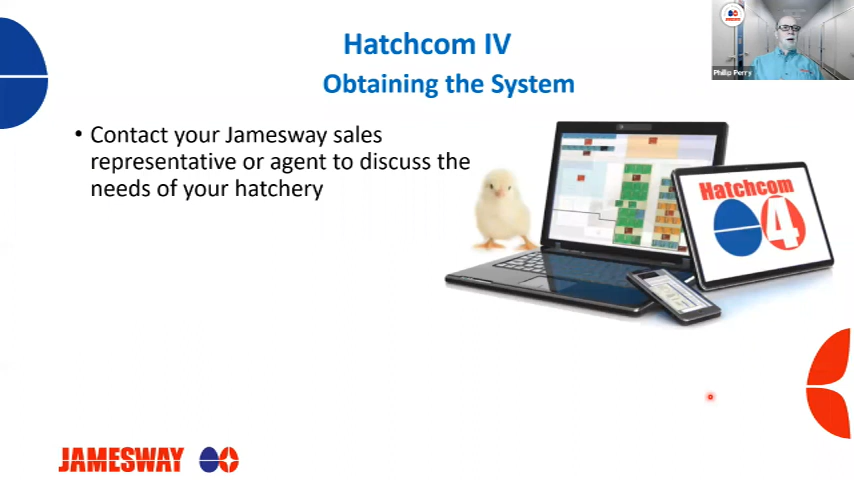 Hatchcom IV
Obtaining the System
Philip Perry
• Contact your Jamesway sales
representative or agent to discuss the
needs of your hatchery
Hatchcom
4
JAMESWAY